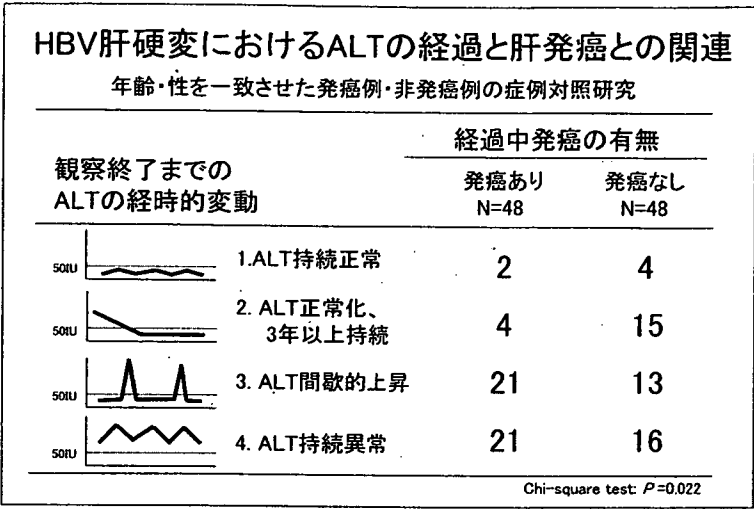 HBV肝硬変におけるALTの経過と肝発癌との関連
年齢・性を一致させた発癌例・非発癌例の症例対照研究
経過中発癌の有無
観察終了までの
ALTの経時的変動
発癌あり 発癌なし
N=48 N=48
50IU 1.ALT持続正常 2 4
50IU 2. ALT正常化、
3年以上持続 4 15
50IU 3. ALT間歇的上昇 21 13
50IU 4. ALT持続異常 21 16
Chi-square test: P=0.022